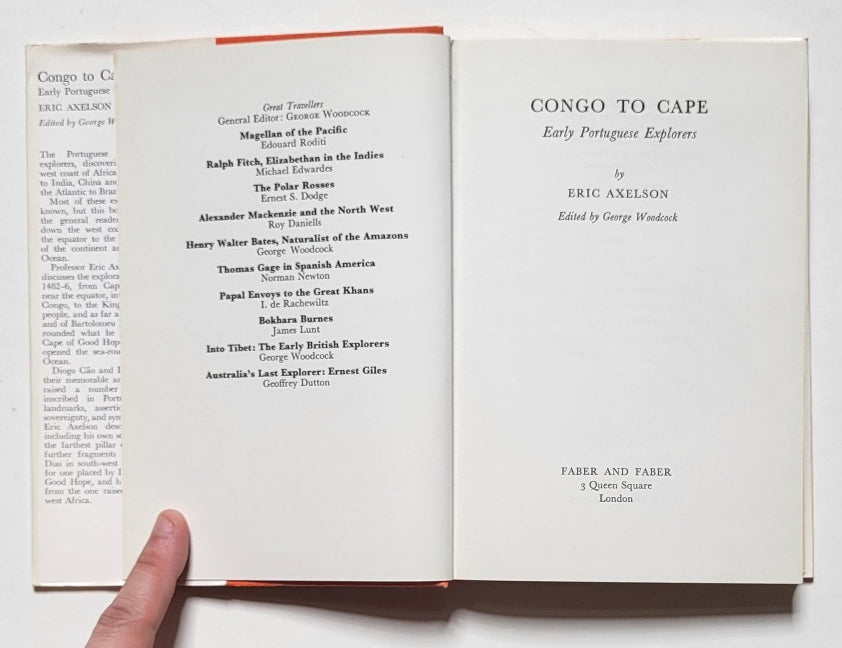 Congo to
Early Portuguese
ERIC AXELSON
Edited by George
The Portuguese
explorers, discoveri
west coast of Africa
to India, China and
the Atlantic to Braz
Most of these ex
known, but this bo
the general reader
down the west co
the equator to the
of the continent a
Ocean.
Professor Eric Ax
discusses the explora
1482–6, from Cap
near the equator, in
Congo, to the King
people, and as far a
and of Bartolomeu
rounded what he
Cape of Good Hop
opened the sea-rou
Ocean.
Diogo Cão and
their memorable
raised a number
inscribed in Port
landmarks, assertic
sovereignty, and sym
Eric Axelson desc
including his own
the farthest pillar
further fragments
Dias in south-west
for one placed by
Good Hope, and h
from the one raise
west Africa.
Great Travellers
General Editor: GEORGE WOODCOCK
Magellan of the Pacific
Edouard Roditi
Ralph Fitch, Elizabethan in the Indies
Michael Edwardes
The Polar Rosses
Ernest S. Dodge
Alexander Mackenzie and the North West
Roy Daniells
Henry Walter Bates, Naturalist of the Amazons
George Woodcock
Thomas Gage in Spanish America
Norman Newton
Papal Envoys to the Great Khans
I. de Rachewiltz
Bokhara Burnes
James Lunt
Into Tibet: The Early British Explorers
George Woodcock
Australia's Last Explorer: Ernest Giles
Geoffrey Dutton
CONGO TO CAPE
Early Portuguese Explorers
by
ERIC AXELSON
Edited by George Woodcock
FABER AND FABER
3 Queen Square
London